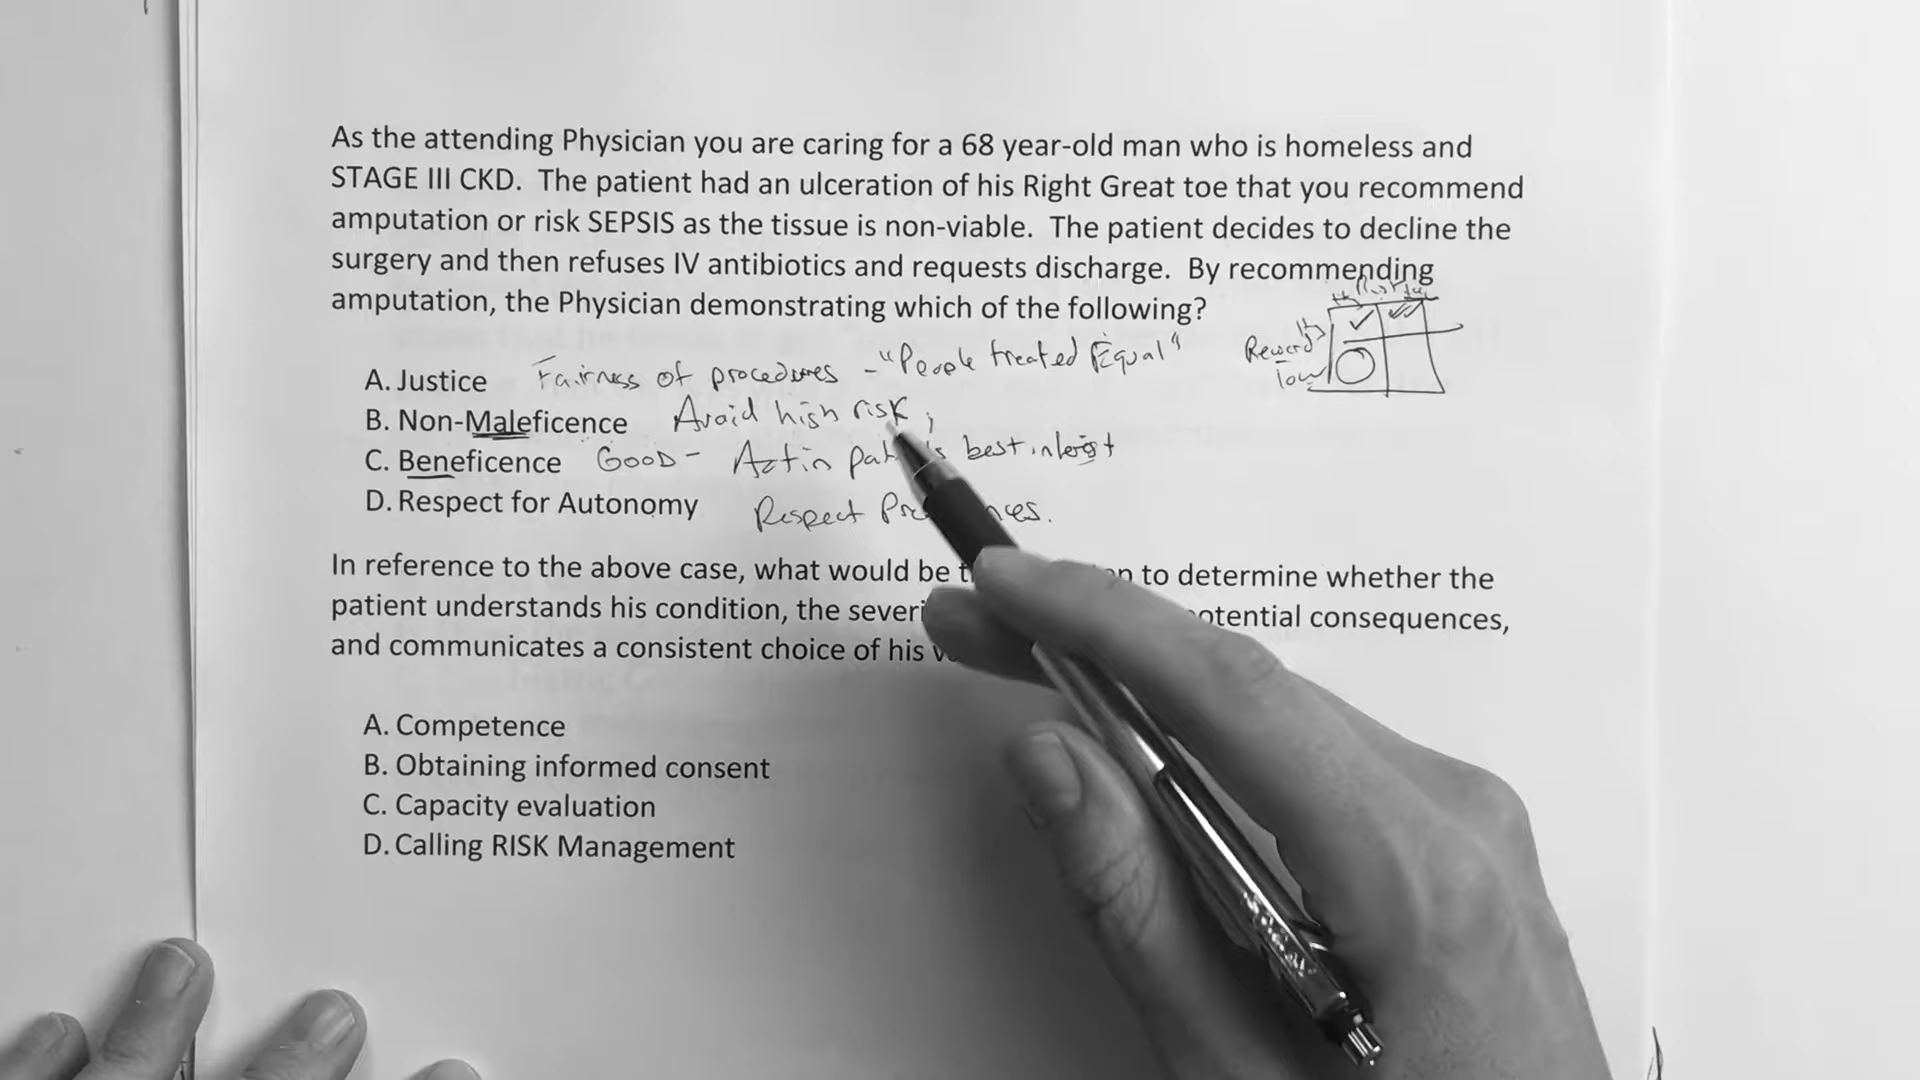 As the attending Physician you are caring for a 68 year-old man who is homeless and
STAGE III CKD. The patient had an ulceration of his Right Great toe that you recommend
amputation or risk SEPSIS as the tissue is non-viable. The patient decides to decline the
surgery and then refuses IV antibiotics and requests discharge. By recommending
amputation, the Physician demonstrating which of the following?
A. Justice Fairness of procedures - "People treated Equal"
Reward
low
B. Non-Maleficence Avoid high risk,
C. Beneficence GOOD - Act in best interest
D. Respect for Autonomy Respect
In reference to the above case, what would be to determine whether the
patient understands his condition, the potential consequences,
and communicates a consistent choice of his
A. Competence
B. Obtaining informed consent
C. Capacity evaluation
D. Calling RISK Management